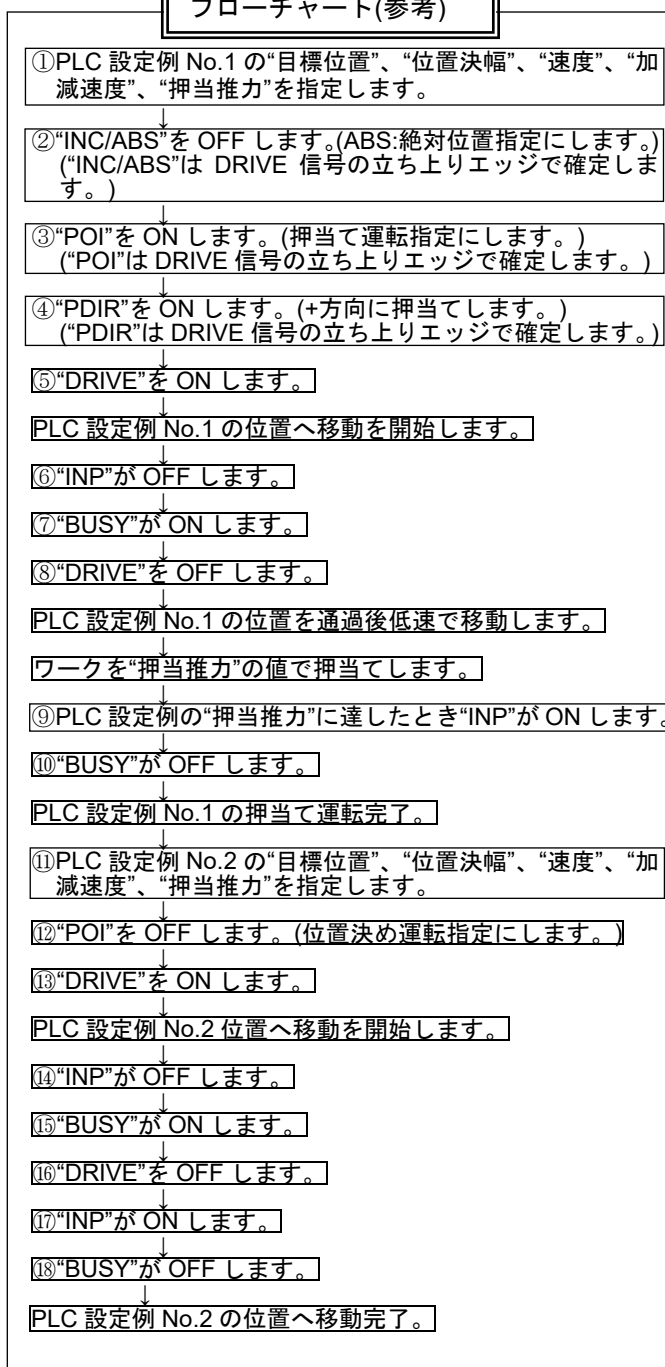 フローチャート(参考)
①PLC 設定例 No.1 の“目標位置”、“位置決幅”、“速度”、“加
減速度”、“押当推力”を指定します。
↓
②“INC/ABS”を OFF します。(ABS:絶対位置指定にします。)
(“INC/ABS”は DRIVE 信号の立ち上りエッジで確定しま
す。)
↓
③“POI”を ON します。(押当て運転指定にします。)
(“POI”は DRIVE 信号の立ち上りエッジで確定します。)
↓
④“PDIR”を ON します。(+方向に押当てします。)
(“PDIR”は DRIVE 信号の立ち上りエッジで確定します。)
↓
⑤“DRIVE”を ON します。
↓
PLC 設定例 No.1 の位置へ移動を開始します。
↓
⑥“INP”が OFF します。
↓
⑦“BUSY”が ON します。
↓
⑧“DRIVE”を OFF します。
↓
PLC 設定例 No.1 の位置を通過後低速で移動します。
↓
ワークを“押当推力”の値で押当てします。
↓
⑨PLC 設定例の“押当推力”に達したとき“INP”が ON します。
↓
⑩“BUSY”が OFF します。
↓
PLC 設定例 No.1 の押当て運転完了。
↓
⑪PLC 設定例 No.2 の“目標位置”、“位置決幅”、“速度”、“加
減速度”、“押当推力”を指定します。
↓
⑫“POI”を OFF します。(位置決め運転指定にします。)
↓
⑬“DRIVE”を ON します。
↓
PLC 設定例 No.2 位置へ移動を開始します。
↓
⑭“INP”が OFF します。
↓
⑮“BUSY”が ON します。
↓
⑯“DRIVE”を OFF します。
↓
⑰“INP”が ON します。
↓
⑱“BUSY”が OFF します。
↓
PLC 設定例 No.2 の位置へ移動完了。